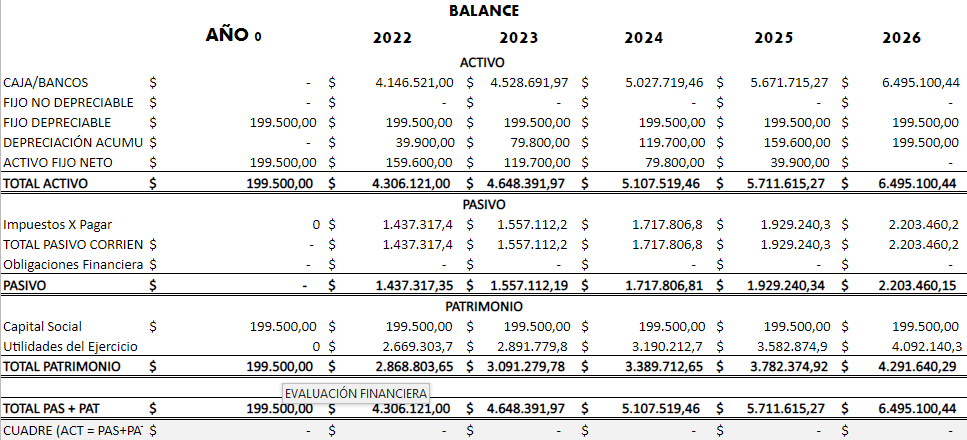 BALANCE
AÑO 0 2022 2023 2024 2025 2026
ACTIVO
CAJA/BANCOS $ - $ 4.146.521,00 $ 4.528.691,97 $ 5.027.719,46 $ 5.671.715,27 $ 6.495.100,44
FIJO NO DEPRECIABLE $ - $ - $ - $ - $ - $ -
FIJO DEPRECIABLE $ 199.500,00 $ 199.500,00 $ 199.500,00 $ 199.500,00 $ 199.500,00 $ 199.500,00
DEPRECIACIÓN ACUMU $ - $ 39.900,00 $ 79.800,00 $ 119.700,00 $ 159.600,00 $ 199.500,00
ACTIVO FIJO NETO $ 199.500,00 $ 159.600,00 $ 119.700,00 $ 79.800,00 $ 39.900,00 $ -
TOTAL ACTIVO $ 199.500,00 $ 4.306.121,00 $ 4.648.391,97 $ 5.107.519,46 $ 5.711.615,27 $ 6.495.100,44
PASIVO
Impuestos X Pagar 0 $ 1.437.317,4 $ 1.557.112,2 $ 1.717.806,8 $ 1.929.240,3 $ 2.203.460,2
TOTAL PASIVO CORRIEN $ - $ 1.437.317,4 $ 1.557.112,2 $ 1.717.806,8 $ 1.929.240,3 $ 2.203.460,2
Obligaciones Financiera $ - $ - $ - $ - $ - $ -
PASIVO $ - $ 1.437.317,35 $ 1.557.112,19 $ 1.717.806,81 $ 1.929.240,34 $ 2.203.460,15
PATRIMONIO
Capital Social $ 199.500,00 $ 199.500,00 $ 199.500,00 $ 199.500,00 $ 199.500,00 $ 199.500,00
Utilidades del Ejercicio 0 $ 2.669.303,7 $ 2.891.779,8 $ 3.190.212,7 $ 3.582.874,9 $ 4.092.140,3
TOTAL PATRIMONIO $ 199.500,00 $ 2.868.803,65 $ 3.091.279,78 $ 3.389.712,65 $ 3.782.374,92 $ 4.291.640,29
EVALUACIÓN FINANCIERA
TOTAL PAS + PAT $ 199.500,00 $ 4.306.121,00 $ 4.648.391,97 $ 5.107.519,46 $ 5.711.615,27 $ 6.495.100,44
CUADRE (ACT = PAS+PAT $ - $ - $ - $ - $ - $ -